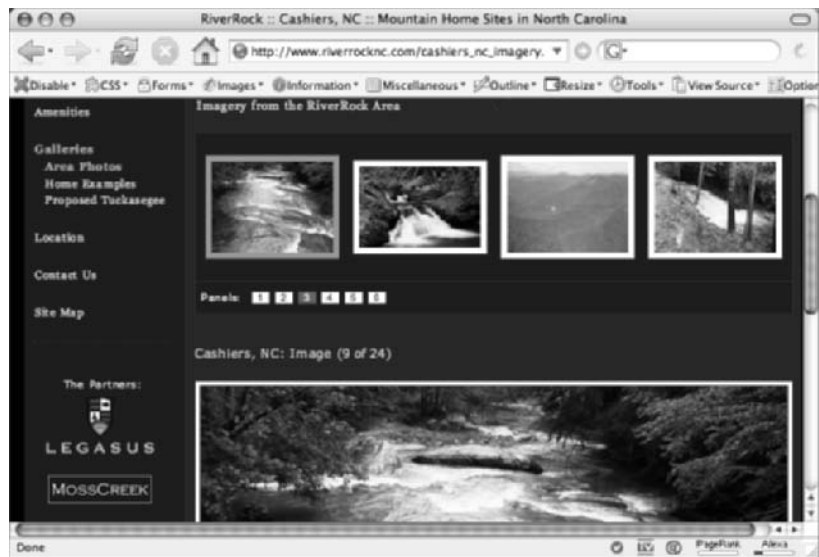 RiverRock :: Cashiers, NC :: Mountain Home Sites in North Carolina
http://www.riverrocknc.com/cashiers_nc_imagery.
G
Disable CSS Forms Images Information Miscellaneous Outline Resize Tools View Source Option
Amenities
Galleries
Area Photos
Home Examples
Proposed Tuckasegee
Location
Contact Us
Site Map
The Partners:
LEGASUS
MOSSCREEK
Imagery from the RiverRock Area
Panels: 1 2 3 4 5 6
Cashiers, NC: Image (9 of 24)
Done
PageRank Alexa